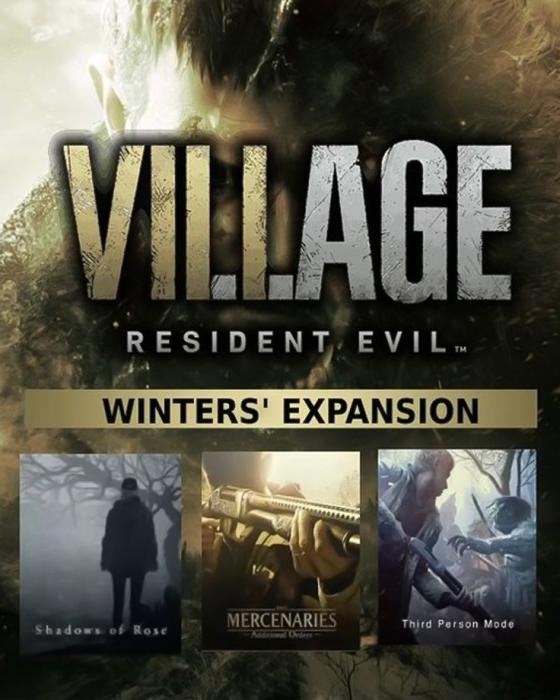 VILLAGE
RESIDENT EVIL™
WINTERS' EXPANSION
Shadows of Rose
THE
MERCENARIES
Additional Orders
Third Person Mode